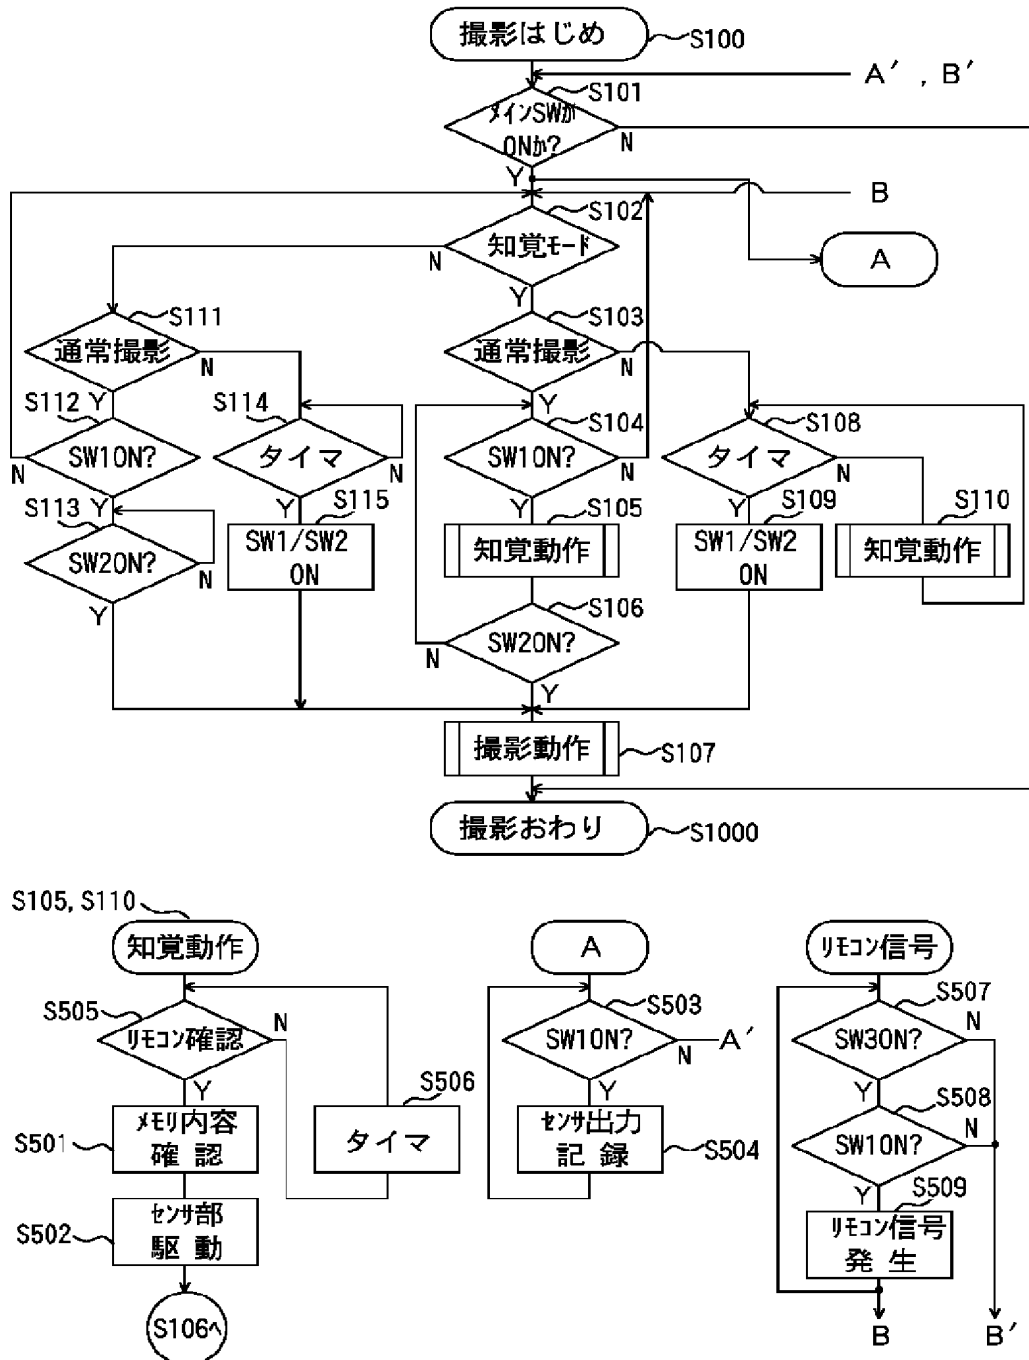 撮影はじめ
S100
A′ , B′
S101
メインSWが
ONか?
N
Y
B
S102
知覚モード
N
A
Y
S111
S103
通常撮影
N
通常撮影
N
S112
Y
S114
Y
S104
S108
SW1ON?
N
タイマ
N
SW1ON?
N
タイマ
N
S113
Y
Y
S115
Y
S105
Y
S109
S110
SW2ON?
N
SW1/SW2
ON
知覚動作
SW1/SW2
ON
知覚動作
Y
S106
SW2ON?
N
Y
撮影動作
S107
撮影おわり
S1000
S105, S110
知覚動作
A
リモコン信号
S505
リモコン確認
N
S503
SW1ON?
N
A′
S507
SW3ON?
N
Y
S506
Y
Y
S508
S501
メモリ内容
確 認
タイマ
センサ出力
記 録
S504
SW1ON?
N
Y
S509
S502
センサ部
駆 動
リモコン信号
発 生
S106へ
B
B′